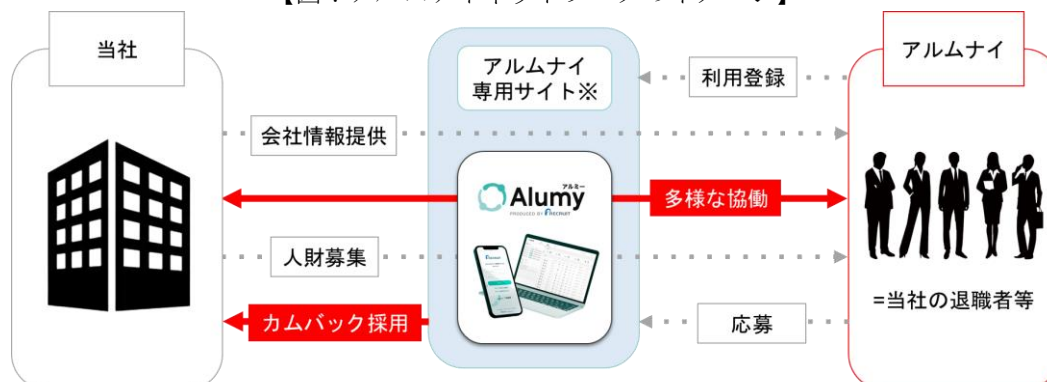 当社
アルムナイ
専用サイト※
アルムナイ
利用登録
会社情報提供
アルミー
Alumy
PRODUCED BY RECRUIT
多様な協働
人財募集
カムバック採用
応募
=当社の退職者等